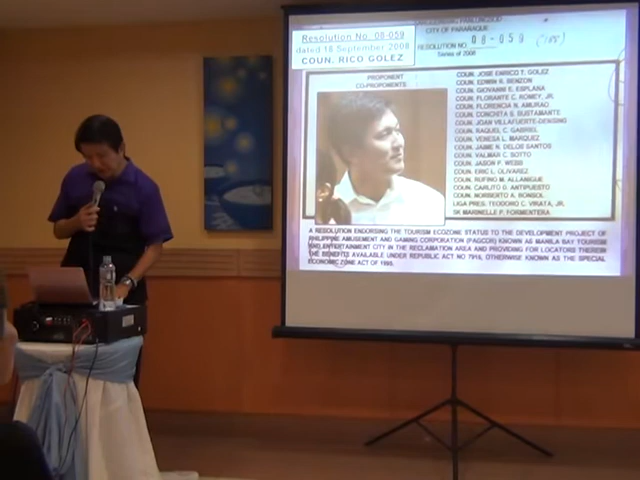 SANGGUNIANG PANLUNGSOD
CITY OF PARAÑAQUE
Resolution No. 08-059
dated 18 September 2008
COUN. RICO GOLEZ
RESOLUTION NO. 08-059
Series of 2008
PROPONENT
CO-PROPONENTS
COUN. JOSE ENRICO T. GOLEZ
COUN. EDWIN R. BENZON
COUN. GIOVANNI E. ESPLANA
COUN. FLORANTE C. ROMEY, JR.
COUN. FLORENCIA N. AMURAO
COUN. CONCHITA S. BUSTAMANTE
COUN. JOAN VILLAFUERTE-DENSING
COUN. RAQUEL C. GABRIEL
COUN. VENESA L. MARQUEZ
COUN. JAIME N. DELOS SANTOS
COUN. VALMAR C. SOTTO
COUN. JASON P. WEBB
COUN. ERIC L. OLIVAREZ
COUN. RUFINO M. ALLANIGUE
COUN. CARLITO O. ANTIPUESTO
COUN. NORBERTO A. BONSOL
LIGA PRES. TEODORO C. VIRATA, JR.
SK MARINELLE P. FORMENTERA
A RESOLUTION ENDORSING THE TOURISM ECOZONE STATUS TO THE DEVELOPMENT PROJECT OF
PHILIPPINE AMUSEMENT AND GAMING CORPORATION (PAGCOR) KNOWN AS MANILA BAY TOURISM
AND ENTERTAINMENT CITY IN THE RECLAMATION AREA AND PROVIDING FOR LOCATORS THEREIN
THE BENEFITS AVAILABLE UNDER REPUBLIC ACT NO 7916, OTHERWISE KNOWN AS THE SPECIAL
ECONOMIC ZONE ACT OF 1995.